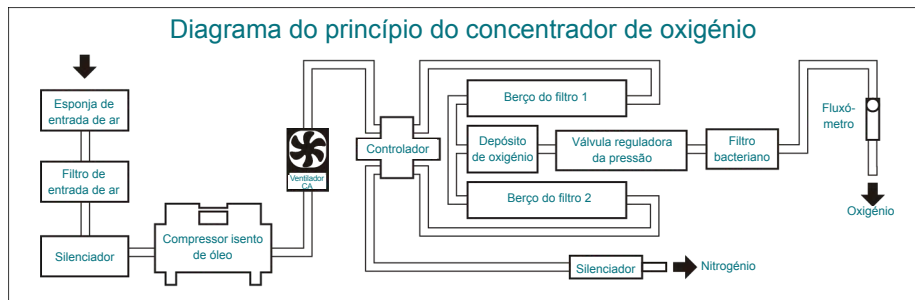 Diagrama do princípio do concentrador de oxigénio
Esponja de
entrada de ar
Filtro de
entrada de ar
Silenciador
Compressor isento
de óleo
Ventilador
CA
Controlador
Berço do filtro 1
Depósito
de oxigénio
Berço do filtro 2
Válvula reguladora
da pressão
Filtro
bacteriano
Fluxó-
metro
Oxigénio
Silenciador
Nitrogénio